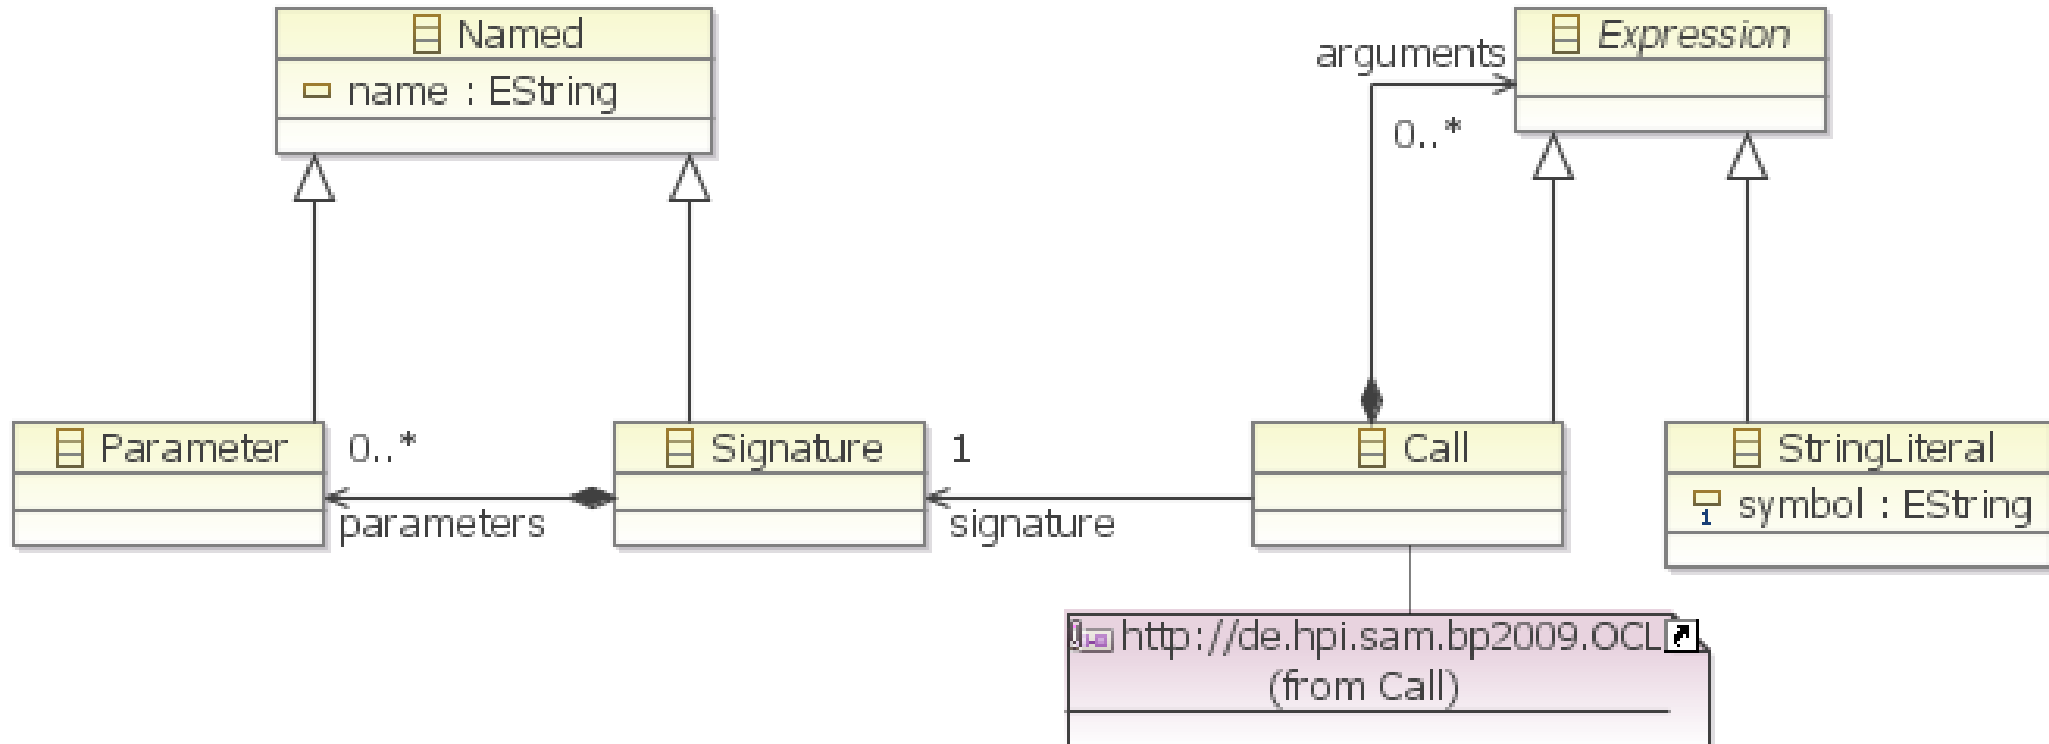 Named
name : EString
Expression
arguments
0..*
Parameter
0..*
parameters
Signature
1
signature
Call
StringLiteral
1 symbol : EString
http://de.hpi.sam.bp2009.OCL
(from Call)